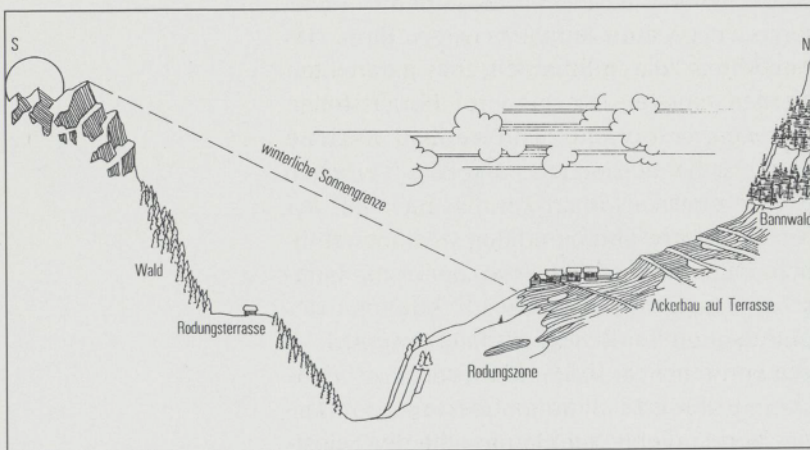 S
N
winterliche Sonnengrenze
Bannwald
Wald
Ackerbau auf Terrasse
Rodungsterrasse
Rodungszone